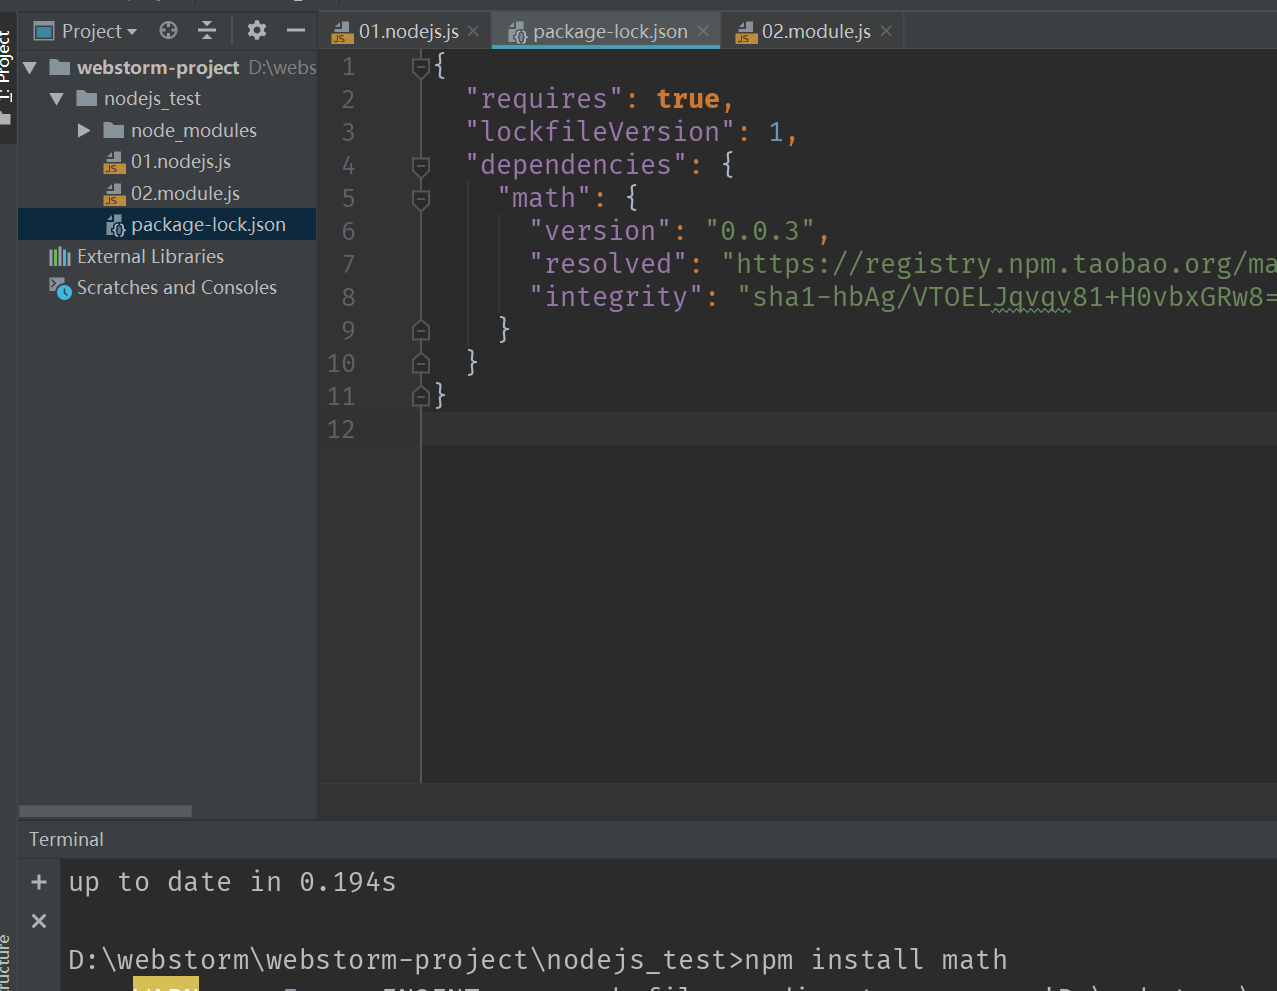 Project
01.nodejs.js
package-lock.json
02.module.js
1: Project
webstorm-project D:\webs
nodejs_test
node_modules
01.nodejs.js
02.module.js
package-lock.json
External Libraries
Scratches and Consoles
1 {
2 "requires": true,
3 "lockfileVersion": 1,
4 "dependencies": {
5 "math": {
6 "version": "0.0.3",
7 "resolved": "https://registry.npm.taobao.org/ma
8 "integrity": "sha1-hbAg/VTOELJqvqv81+H0vbxGRw8=
9 }
10 }
11 }
12
Terminal
up to date in 0.194s
D:\webstorm\webstorm-project\nodejs_test>npm install math